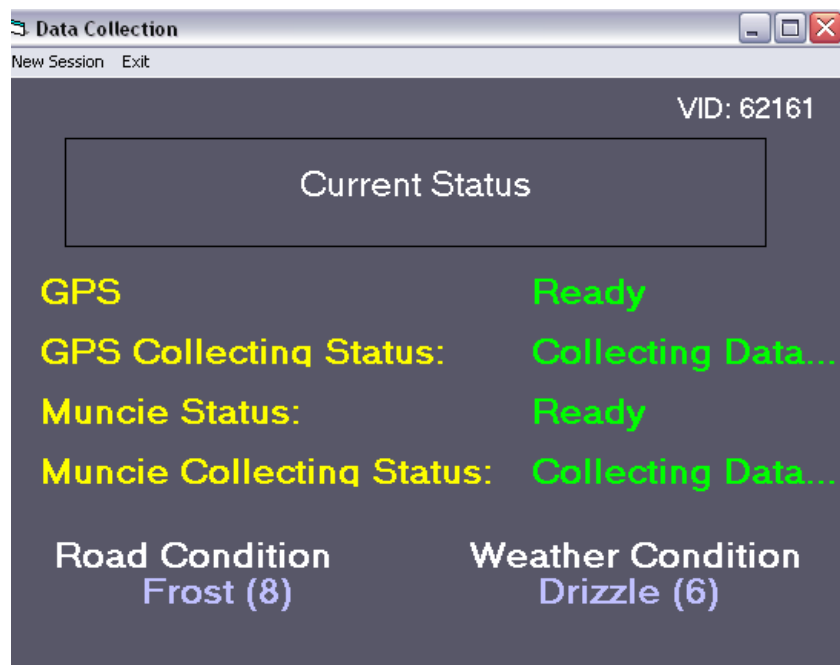 Data Collection
New Session Exit
VID: 62161
Current Status
GPS Ready
GPS Collecting Status: Collecting Data...
Muncie Status: Ready
Muncie Collecting Status: Collecting Data...
Road Condition Weather Condition
Frost (8) Drizzle (6)